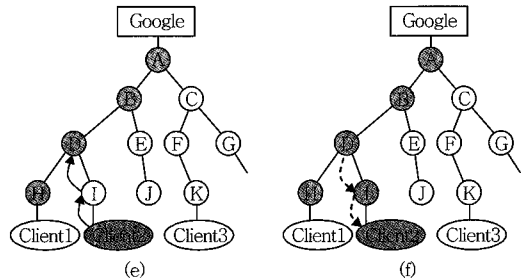 Google
A
B C
D E F G
H I J K
Client1 Client3
(e)
Google
A
B C
D E F G
H J K
Client1 Client3
(f)